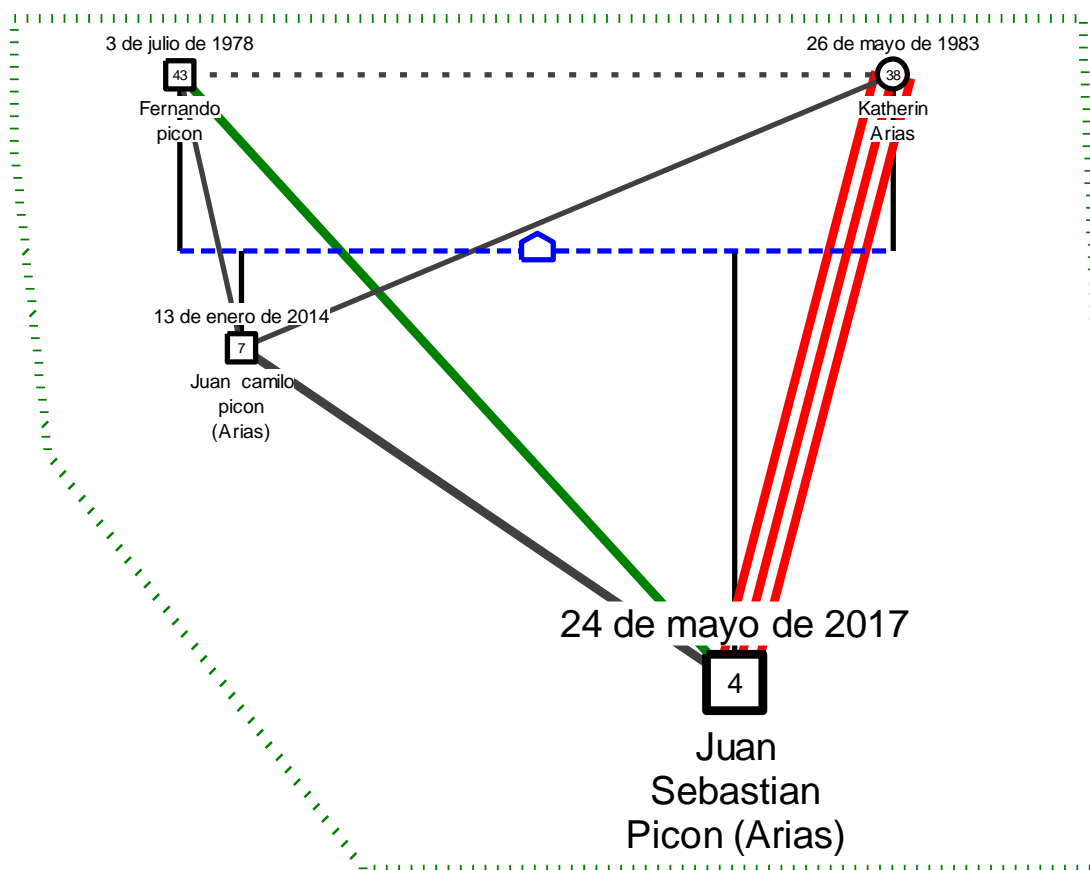 3 de julio de 1978
26 de mayo de 1983
43
38
Fernando
picon
Katherin
Arias
13 de enero de 2014
7
Juan camilo
picon
(Arias)
24 de mayo de 2017
4
Juan
Sebastian
Picon (Arias)